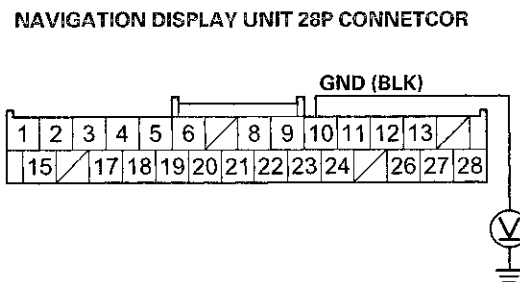 NAVIGATION DISPLAY UNIT 28P CONNETCOR
GND (BLK)
1 2 3 4 5 6 8 9 10 11 12 13
15 17 18 19 20 21 22 23 24 26 27 28
V